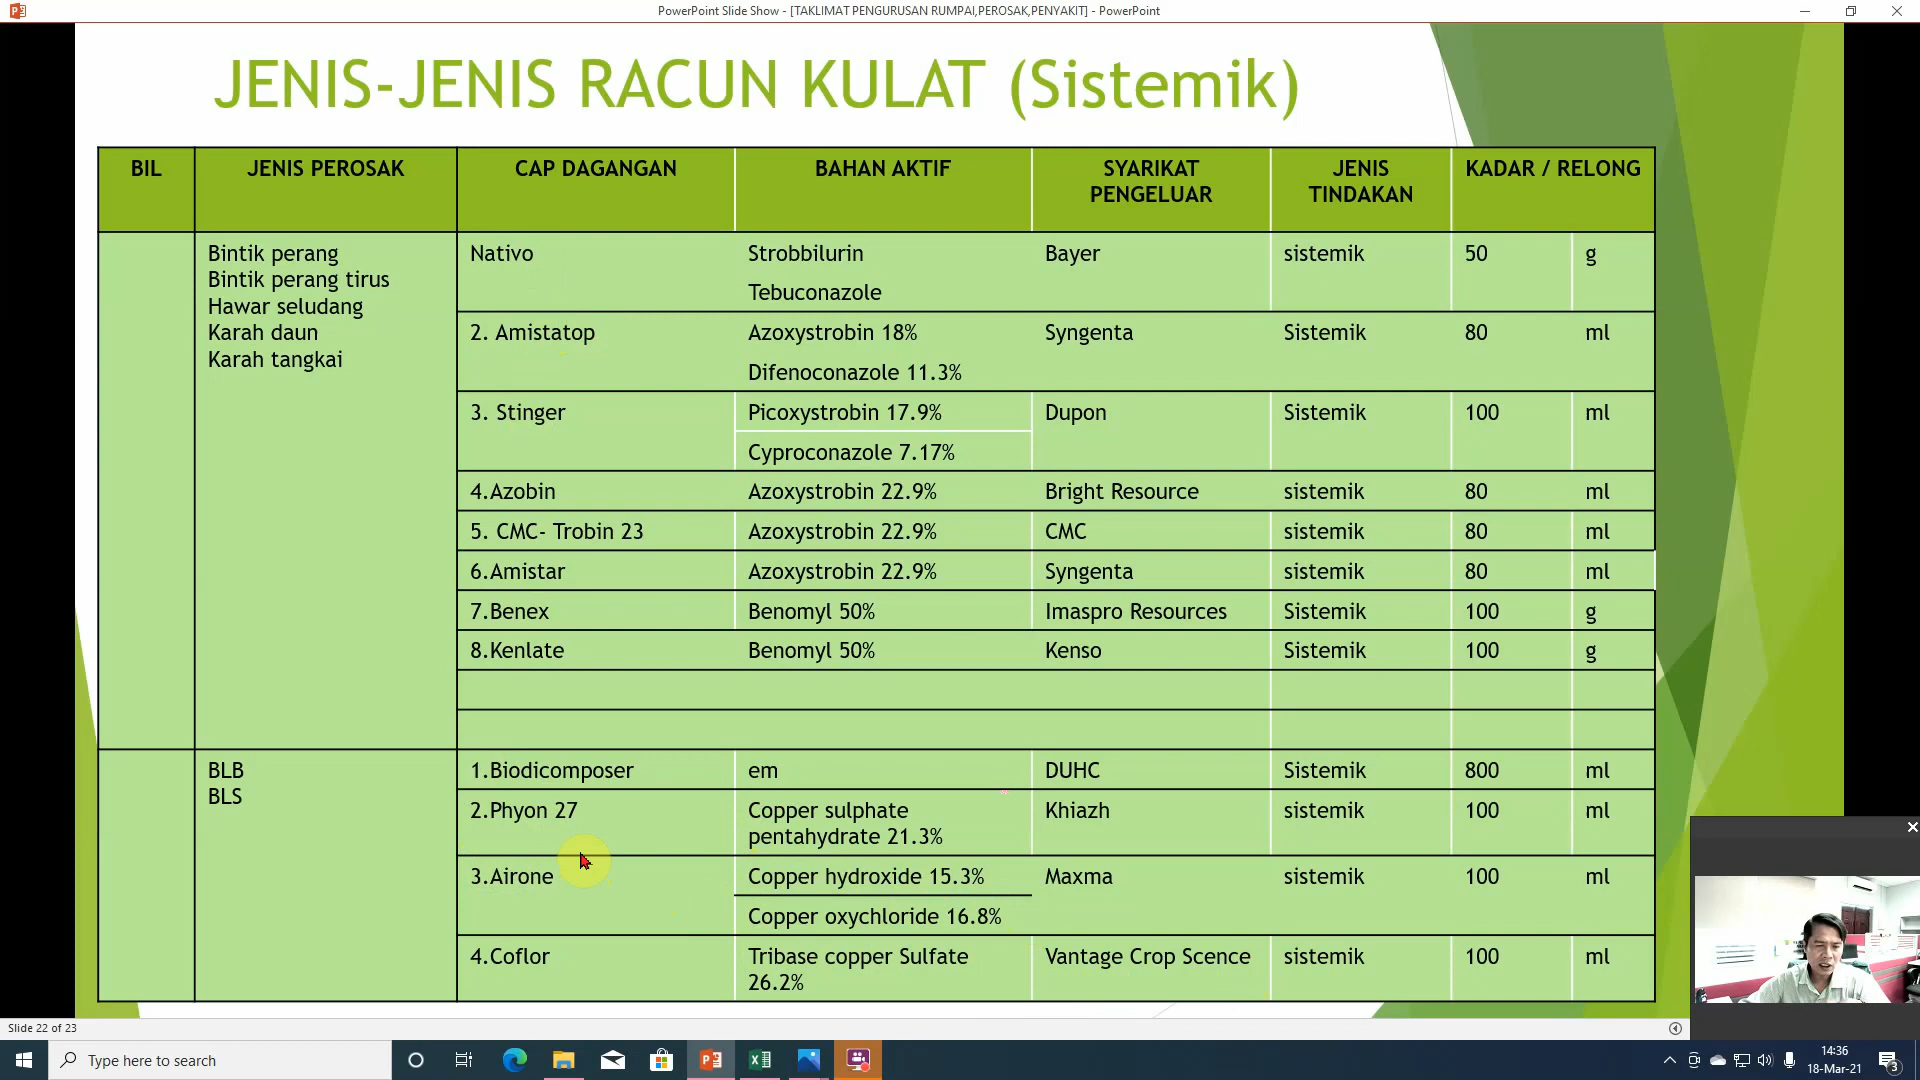 PowerPoint Slide Show - [TAKLIMAT PENGURUSAN RUMPAI,PEROSAK,PENYAKIT] - PowerPoint
JENIS-JENIS RACUN KULAT (Sistemik)
BIL JENIS PEROSAK CAP DAGANGAN BAHAN AKTIF SYARIKAT PENGELUAR JENIS TINDAKAN KADAR / RELONG
Bintik perang
Bintik perang tirus
Hawar seludang
Karah daun
Karah tangkai
Nativo Strobbilurin Bayer sistemik 50 g
Tebuconazole
2. Amistatop Azoxystrobin 18% Syngenta Sistemik 80 ml
Difenoconazole 11.3%
3. Stinger Picoxystrobin 17.9% Dupon Sistemik 100 ml
Cyproconazole 7.17%
4.Azobin Azoxystrobin 22.9% Bright Resource sistemik 80 ml
5. CMC- Trobin 23 Azoxystrobin 22.9% CMC sistemik 80 ml
6.Amistar Azoxystrobin 22.9% Syngenta sistemik 80 ml
7.Benex Benomyl 50% Imaspro Resources Sistemik 100 g
8.Kenlate Benomyl 50% Kenso Sistemik 100 g
BLB
BLS
1.Biodicomposer em DUHC Sistemik 800 ml
2.Phyon 27 Copper sulphate Khiazh sistemik 100 ml
pentahydrate 21.3%
3.Airone Copper hydroxide 15.3% Maxma sistemik 100 ml
Copper oxychloride 16.8%
4.Coflor Tribase copper Sulfate Vantage Crop Scence sistemik 100 ml
26.2%
Slide 22 of 23
Type here to search
14:36
18-Mar-21
3